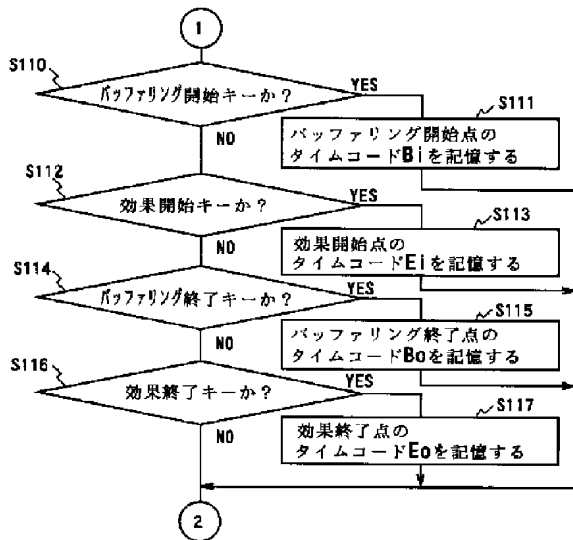 1
S110
バッファリング開始キーか？
YES
NO
S111
バッファリング開始点の
タイムコードBiを記憶する
S112
効果開始キーか？
YES
NO
S113
効果開始点の
タイムコードEiを記憶する
S114
バッファリング終了キーか？
YES
NO
S115
バッファリング終了点の
タイムコードBoを記憶する
S116
効果終了キーか？
YES
NO
S117
効果終了点の
タイムコードEoを記憶する
2